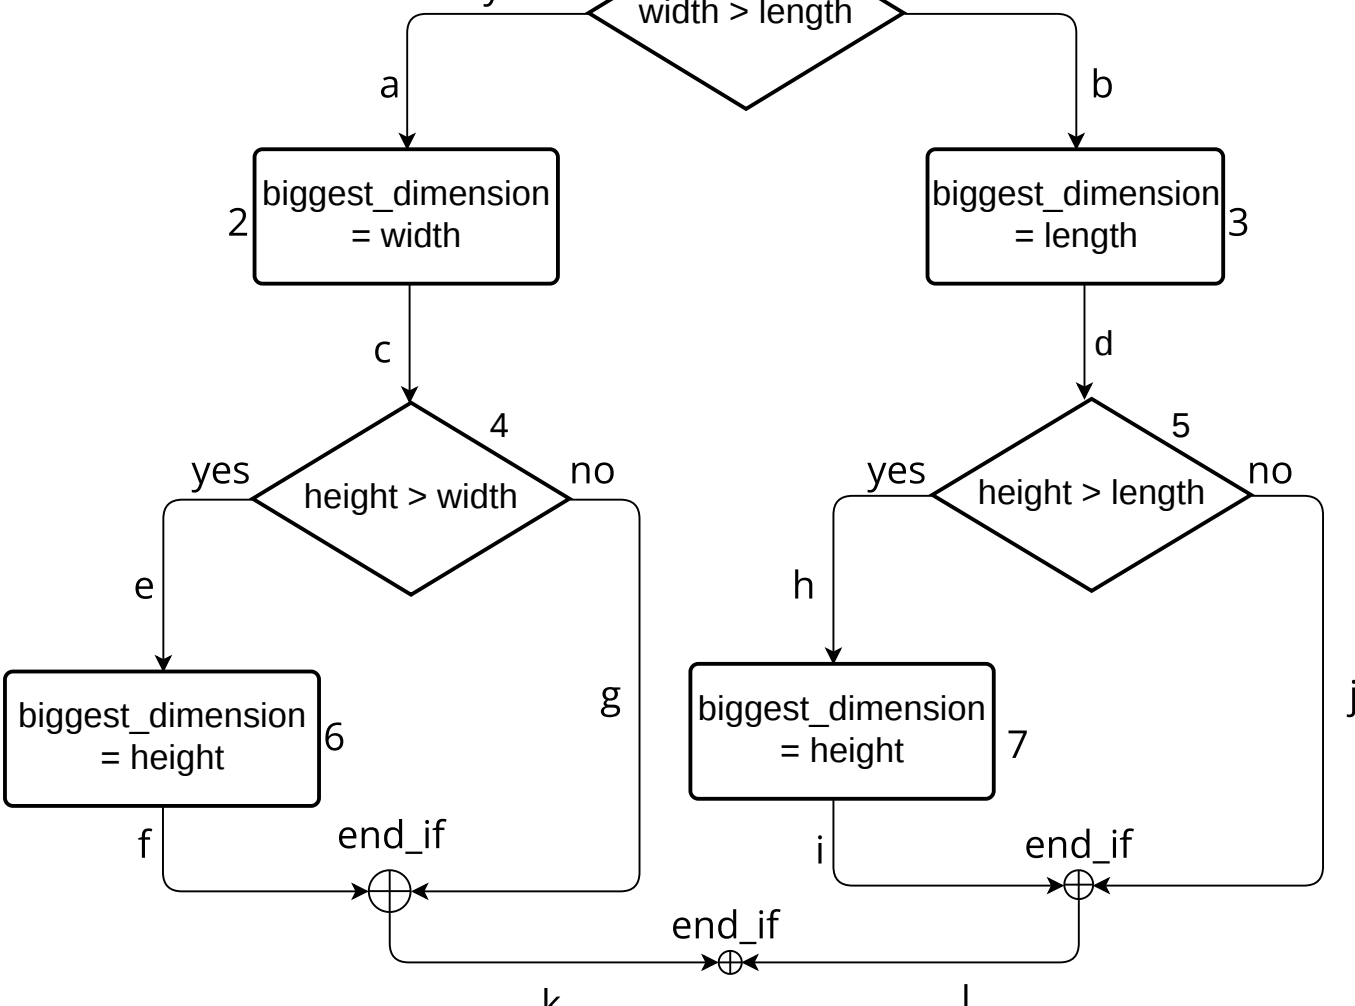 width > length
a
b
biggest_dimension
= width
2
biggest_dimension
= length
3
c
d
4
5
yes
no
yes
no
height > width
height > length
e
h
g
j
biggest_dimension
= height
6
biggest_dimension
= height
7
f
end_if
i
end_if
end_if
k
l